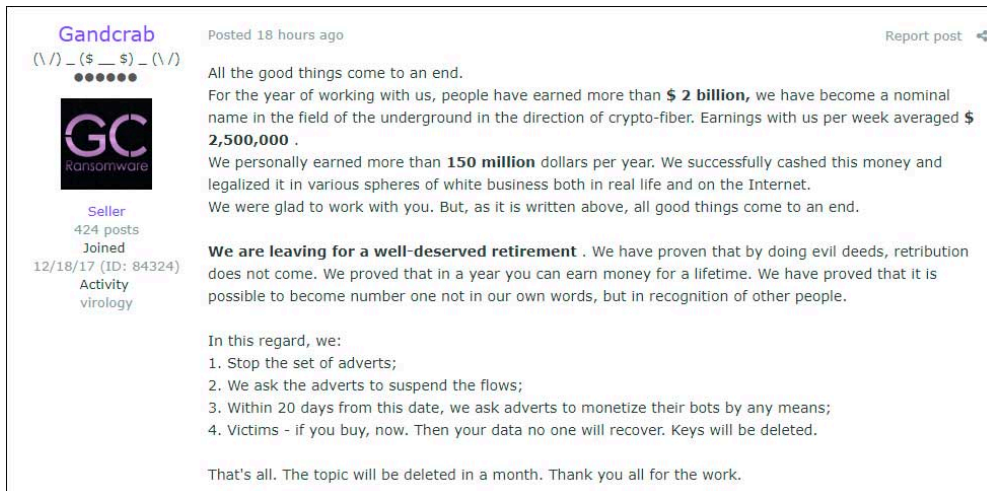 Gandcrab
(\ /) _ ($ __ $) _ (\ /)
●●●●●●
GC
Ransomware
Seller
424 posts
Joined
12/18/17 (ID: 84324)
Activity
virology
Posted 18 hours ago
Report post
All the good things come to an end.
For the year of working with us, people have earned more than $ 2 billion, we have become a nominal
name in the field of the underground in the direction of crypto-fiber. Earnings with us per week averaged $
2,500,000 .
We personally earned more than 150 million dollars per year. We successfully cashed this money and
legalized it in various spheres of white business both in real life and on the Internet.
We were glad to work with you. But, as it is written above, all good things come to an end.
We are leaving for a well-deserved retirement . We have proven that by doing evil deeds, retribution
does not come. We proved that in a year you can earn money for a lifetime. We have proved that it is
possible to become number one not in our own words, but in recognition of other people.
In this regard, we:
1. Stop the set of adverts;
2. We ask the adverts to suspend the flows;
3. Within 20 days from this date, we ask adverts to monetize their bots by any means;
4. Victims - if you buy, now. Then your data no one will recover. Keys will be deleted.
That's all. The topic will be deleted in a month. Thank you all for the work.